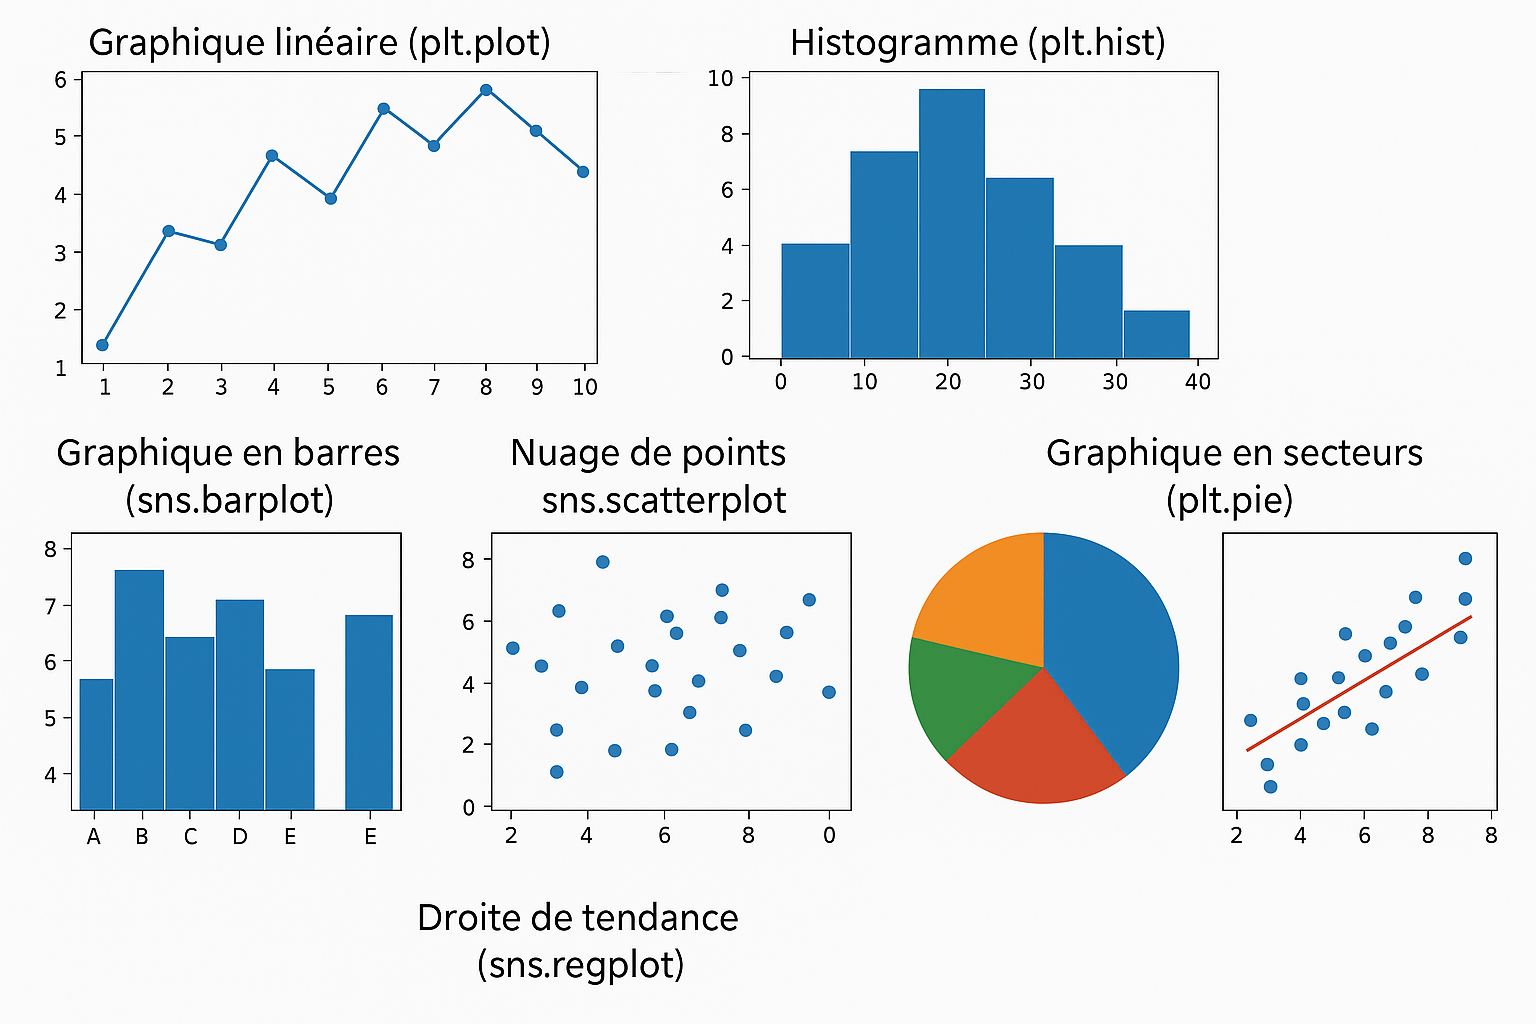 Graphique linéaire (plt.plot)
6
5
4
3
2
1
1 2 3 4 5 6 7 8 9 10
Histogramme (plt.hist)
10
8
6
4
2
0
0 10 20 30 30 40
Graphique en barres
(sns.barplot)
8
7
6
5
4
A B C D E E
Nuage de points
sns.scatterplot
8
6
4
2
0
2 4 6 8 0
Graphique en secteurs
(plt.pie)
2 4 6 8 8
Droite de tendance
(sns.regplot)